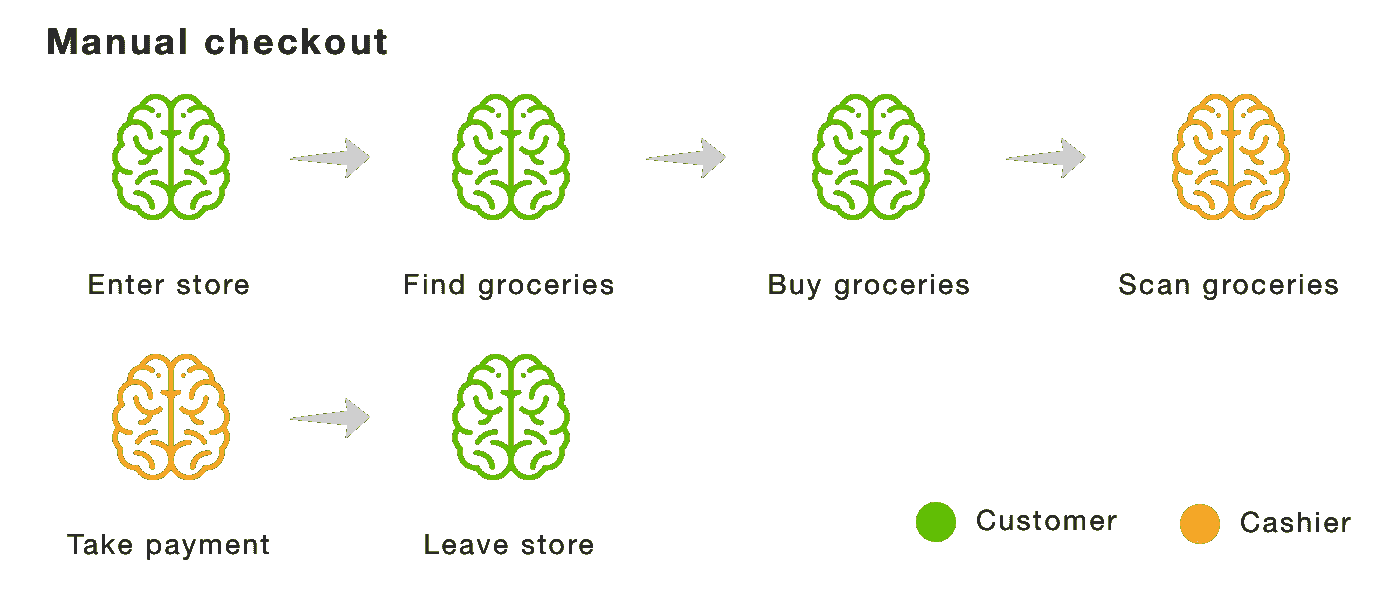 Manual checkout
Enter store
Find groceries
Buy groceries
Scan groceries
Take payment
Leave store
Customer
Cashier